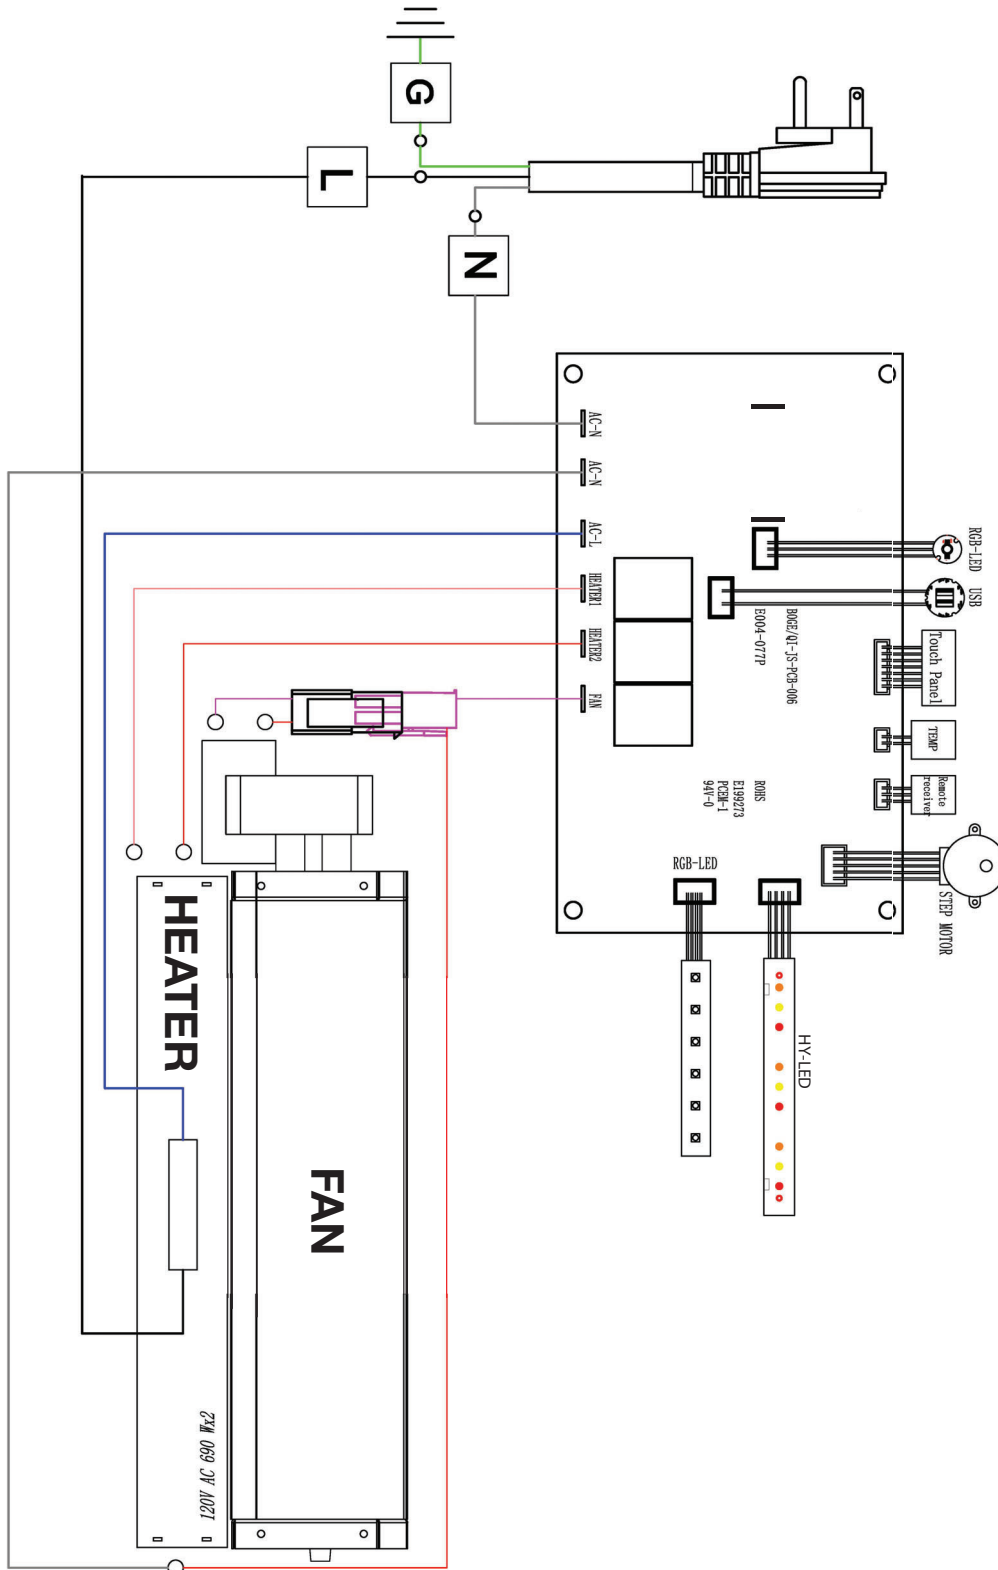 G
L
N
AC-N
AC-N
AC-L
HEATER1
HEATER2
FAN
BOGE/QI-JS-PCB-006
E004-077P
RGB-LED
USB
Touch Panel
TEMP
Remote
receiver
STEP MOTOR
ROHS
E199273
PCEM-1
94V-0
RGB-LED
HY-LED
HEATER
FAN
120V AC 690 Wx2